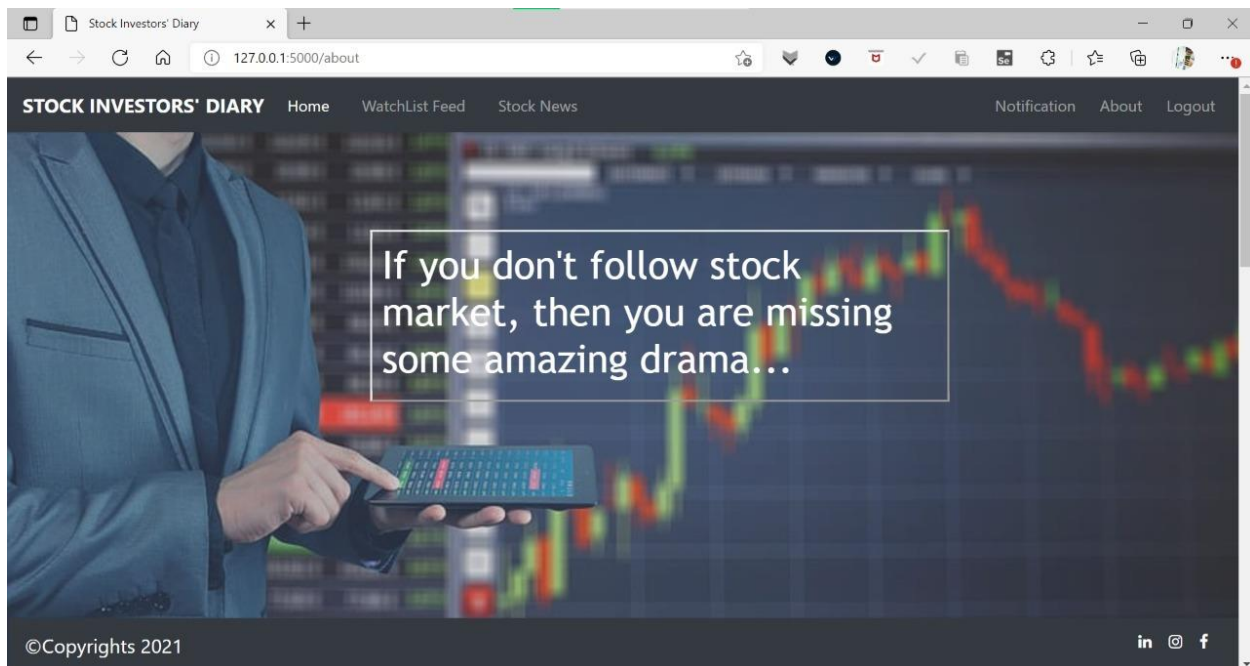 Stock Investors' Diary
127.0.0.1:5000/about
STOCK INVESTORS' DIARY Home WatchList Feed Stock News Notification About Logout
If you don't follow stock
market, then you are missing
some amazing drama...
©Copyrights 2021
in f